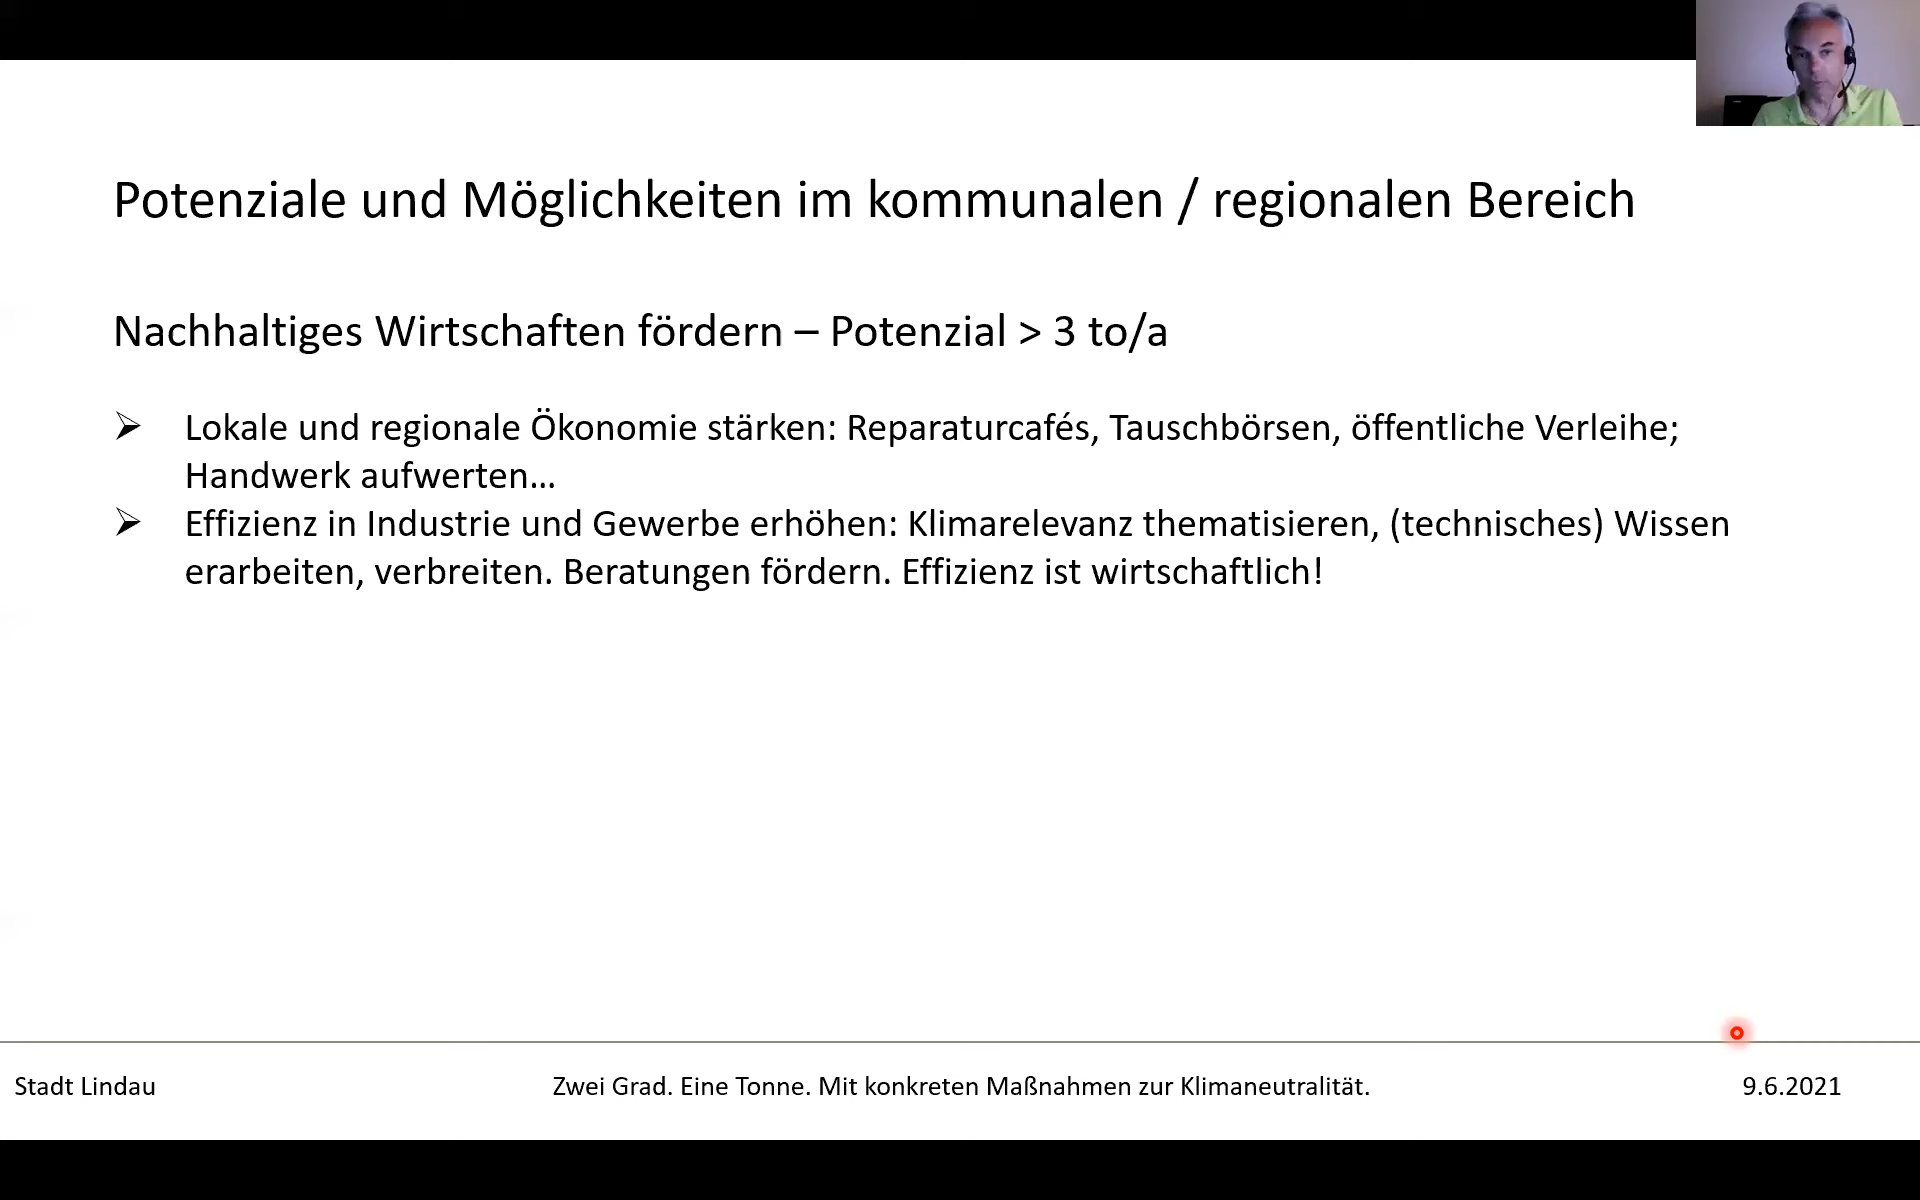 Potenziale und Möglichkeiten im kommunalen / regionalen Bereich
Nachhaltiges Wirtschaften fördern – Potenzial > 3 to/a
➢ Lokale und regionale Ökonomie stärken: Reparaturcafés, Tauschbörsen, öffentliche Verleihe;
Handwerk aufwerten…
➢ Effizienz in Industrie und Gewerbe erhöhen: Klimarelevanz thematisieren, (technisches) Wissen
erarbeiten, verbreiten. Beratungen fördern. Effizienz ist wirtschaftlich!
Stadt Lindau
Zwei Grad. Eine Tonne. Mit konkreten Maßnahmen zur Klimaneutralität.
9.6.2021